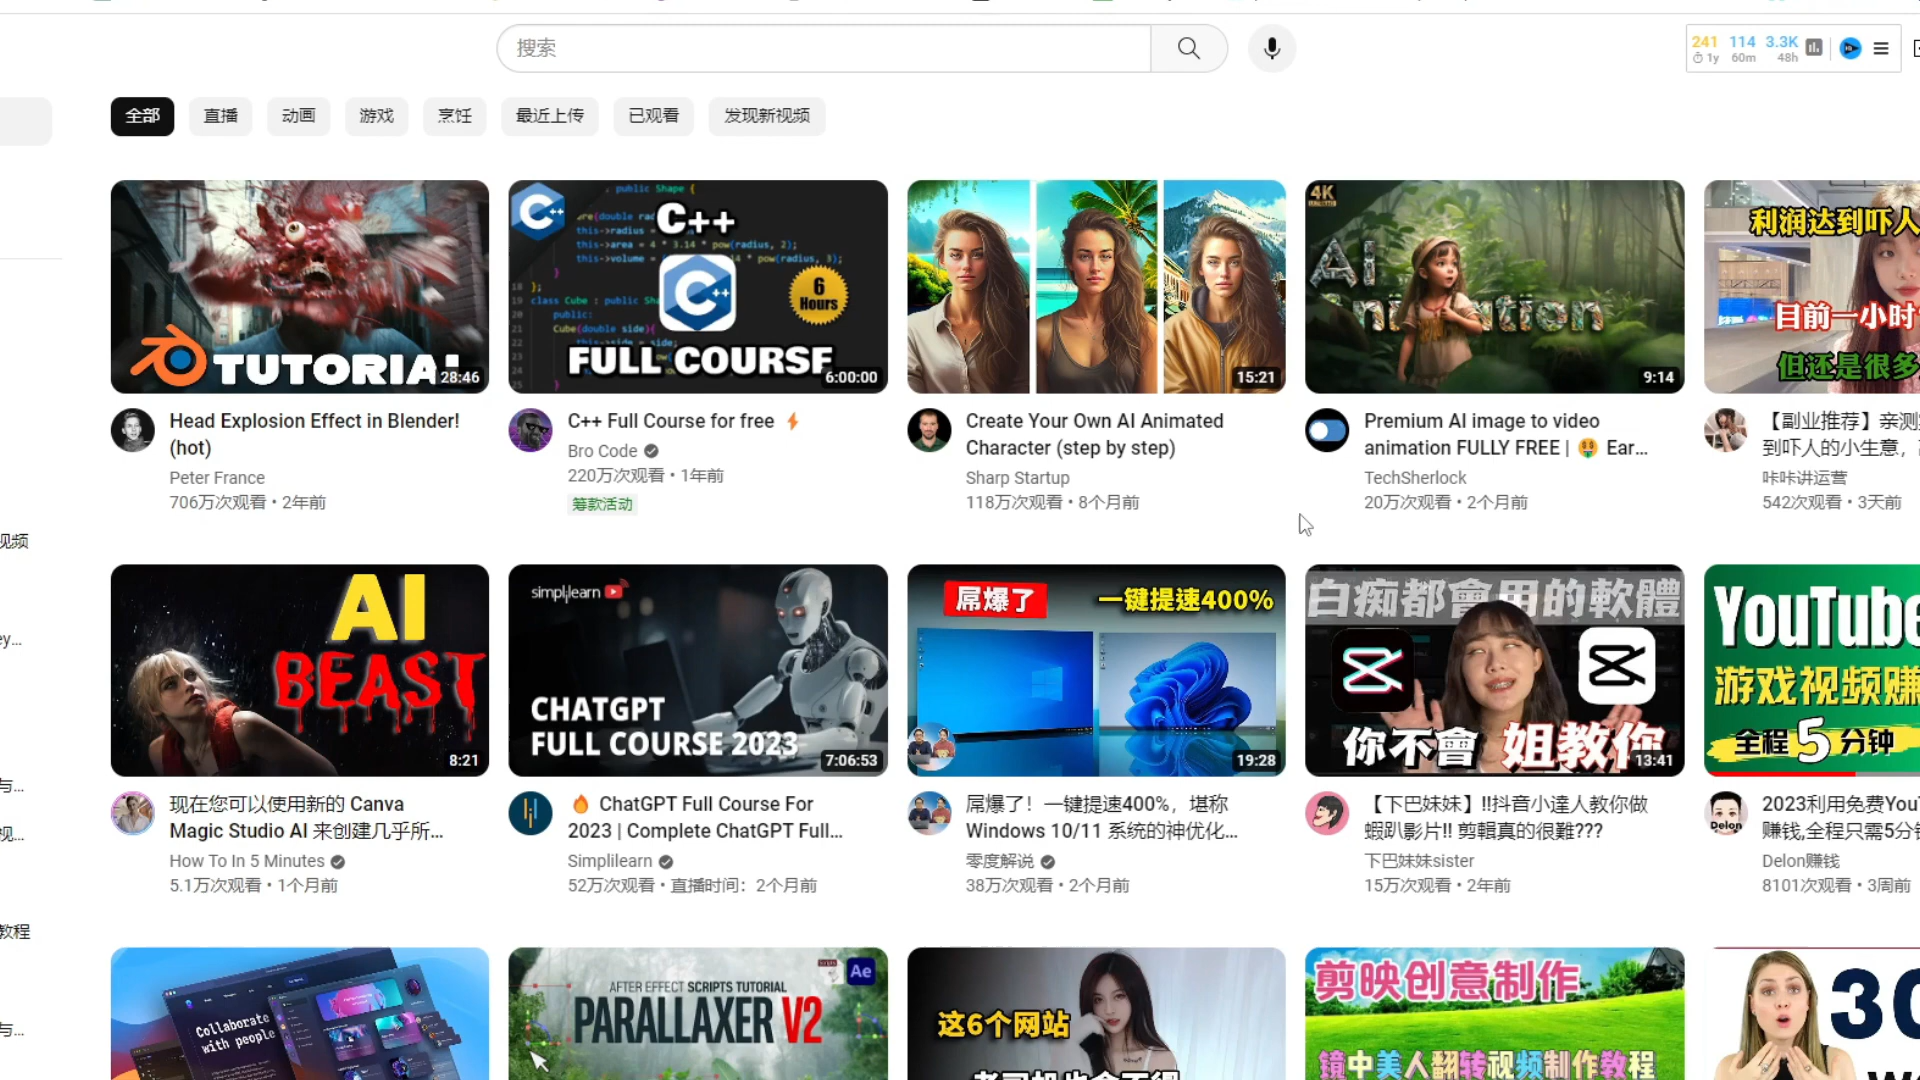 搜索
241 114 3.3K
1y 60m 48h
全部 直播 动画 游戏 烹饪 最近上传 已观看 发现新视频
TUTORIAL
28:46
Head Explosion Effect in Blender!
(hot)
Peter France
706万次观看 • 2年前
C++
6
Hours
FULL COURSE
6:00:00
C++ Full Course for free
Bro Code
220万次观看 • 1年前
筹款活动
15:21
Create Your Own AI Animated
Character (step by step)
Sharp Startup
118万次观看 • 8个月前
4K
AI
Animation
9:14
Premium AI image to video
animation FULLY FREE | 🤑 Ear...
TechSherlock
20万次观看 • 2个月前
利润达到吓人
目前一小时
但还是很多
【副业推荐】亲测
到吓人的小生意,
咔咔讲运营
542次观看 • 3天前
视频
ey...
与...
视...
教程
与...
AI
BEAST
8:21
现在您可以使用新的 Canva
Magic Studio AI 来创建几乎所...
How To In 5 Minutes
5.1万次观看 • 1个月前
simplilearn
CHATGPT
FULL COURSE 2023
7:06:53
🔥 ChatGPT Full Course For
2023 | Complete ChatGPT Full...
Simplilearn
52万次观看 • 直播时间：2个月前
屌爆了
一键提速400%
19:28
屌爆了！一键提速400%，堪称
Windows 10/11 系统的神优化...
零度解说
38万次观看 • 2个月前
白痴都會用的軟體
你不會 姐教你
13:41
【下巴妹妹】!!抖音小達人教你做
蝦趴影片!! 剪輯真的很難???
下巴妹妹sister
15万次观看 • 2年前
YouTube
游戏视频赚
全程5分钟
Delon
2023利用免费You
赚钱,全程只需5分钟
Delon赚钱
8101次观看 • 3周前
Collaborate
with people
Ae
AFTER EFFECT SCRIPTS TUTORIAL
PARALLAXER V2
这6个网站
剪映创意制作
镜中美人翻转视频制作教程
30